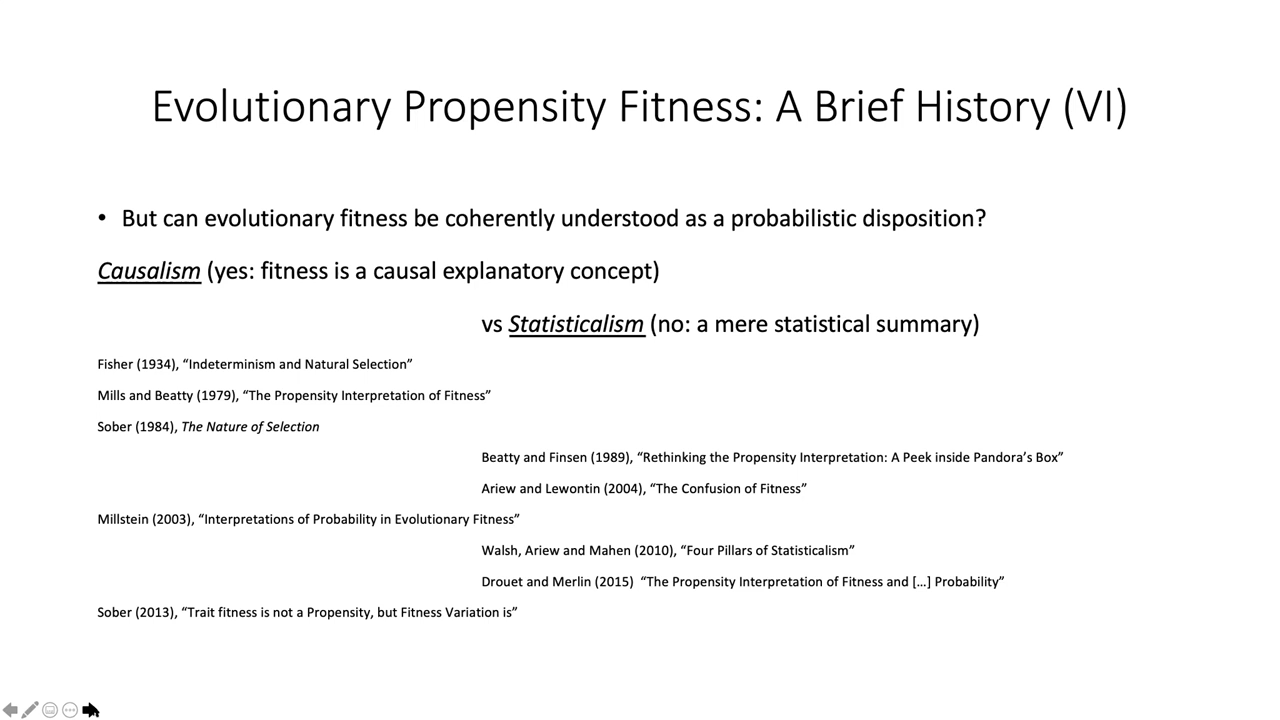 Evolutionary Propensity Fitness: A Brief History (VI)
• But can evolutionary fitness be coherently understood as a probabilistic disposition?
Causalism (yes: fitness is a causal explanatory concept)
vs Statisticalism (no: a mere statistical summary)
Fisher (1934), “Indeterminism and Natural Selection”
Mills and Beatty (1979), “The Propensity Interpretation of Fitness”
Sober (1984), The Nature of Selection
Beatty and Finsen (1989), “Rethinking the Propensity Interpretation: A Peek inside Pandora’s Box”
Ariew and Lewontin (2004), “The Confusion of Fitness”
Millstein (2003), “Interpretations of Probability in Evolutionary Fitness”
Walsh, Ariew and Mahen (2010), “Four Pillars of Statisticalism”
Drouet and Merlin (2015)  “The Propensity Interpretation of Fitness and […] Probability”
Sober (2013), “Trait fitness is not a Propensity, but Fitness Variation is”